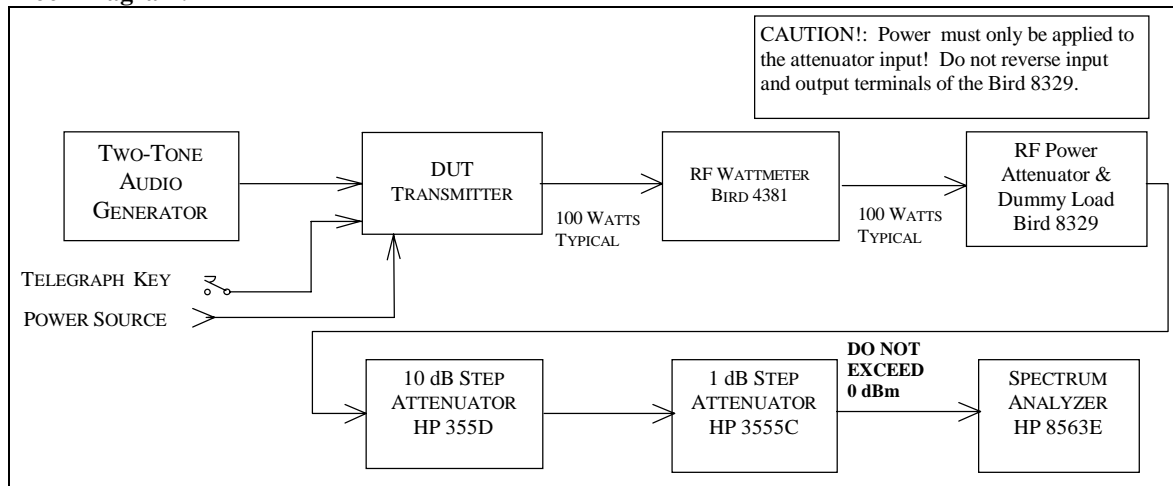 CAUTION!: Power must only be applied to
the attenuator input! Do not reverse input
and output terminals of the Bird 8329.
TWO-TONE
AUDIO
GENERATOR
DUT
TRANSMITTER
100 WATTS
TYPICAL
RF WATTMETER
BIRD 4381
100 WATTS
TYPICAL
RF Power
Attenuator &
Dummy Load
Bird 8329
TELEGRAPH KEY
POWER SOURCE
10 dB STEP
ATTENUATOR
HP 355D
1 dB STEP
ATTENUATOR
HP 3555C
DO NOT
EXCEED
0 dBm
SPECTRUM
ANALYZER
HP 8563E